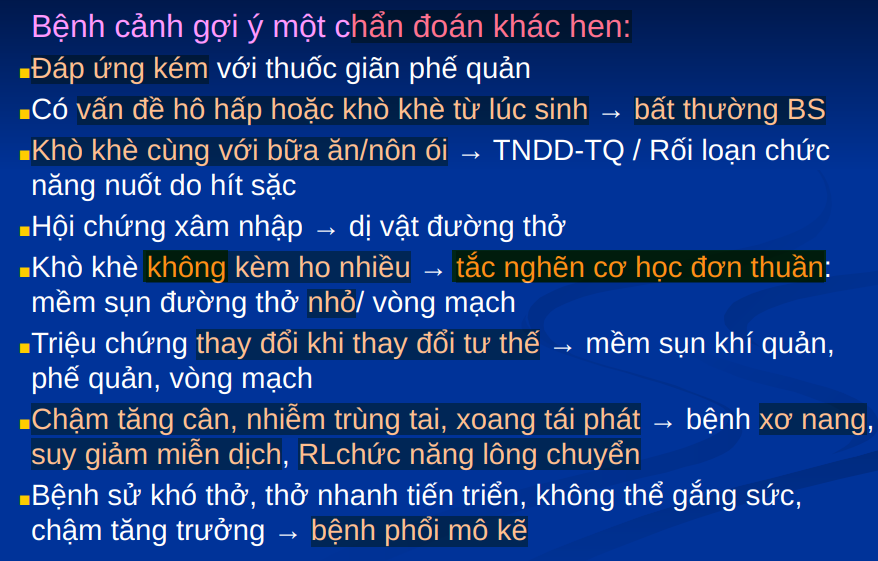 Bệnh cảnh gợi ý một chẩn đoán khác hen:
▪Đáp ứng kém với thuốc giãn phế quản
▪Có vấn đề hô hấp hoặc khò khè từ lúc sinh → bất thường BS
▪Khò khè cùng với bữa ăn/nôn ói → TNDD-TQ / Rối loạn chức
năng nuốt do hít sặc
▪Hội chứng xâm nhập → dị vật đường thở
▪Khò khè không kèm ho nhiều → tắc nghẽn cơ học đơn thuần:
mềm sụn đường thở nhỏ/ vòng mạch
▪Triệu chứng thay đổi khi thay đổi tư thế → mềm sụn khí quản,
phế quản, vòng mạch
▪Chậm tăng cân, nhiễm trùng tai, xoang tái phát → bệnh xơ nang,
suy giảm miễn dịch, RLchức năng lông chuyển
▪Bệnh sử khó thở, thở nhanh tiến triển, không thể gắng sức,
chậm tăng trưởng → bệnh phổi mô kẽ